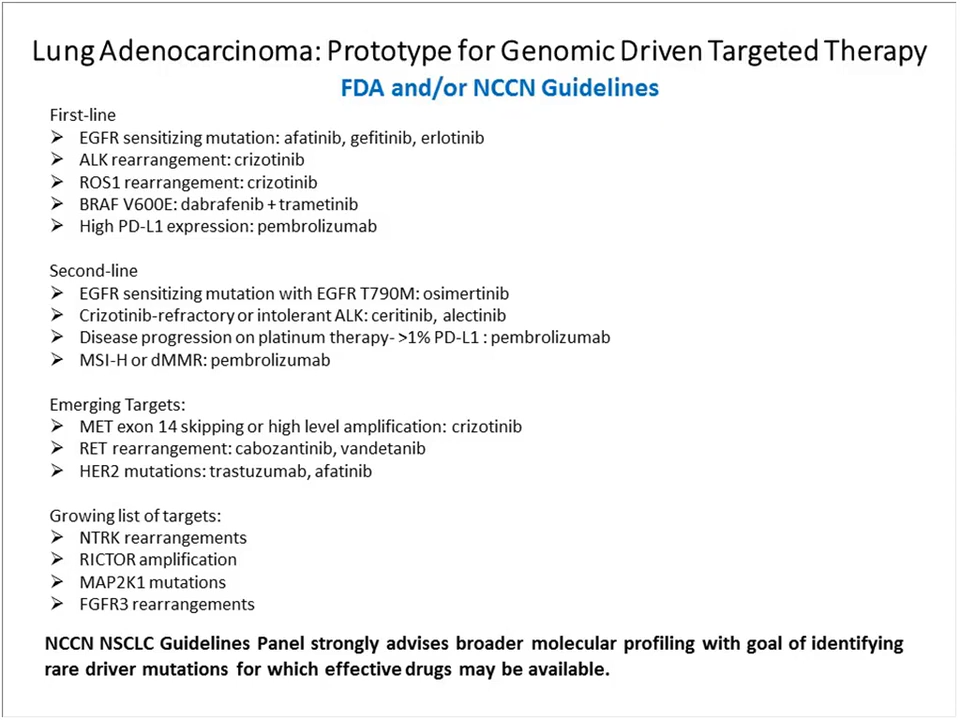 Lung Adenocarcinoma: Prototype for Genomic Driven Targeted Therapy
FDA and/or NCCN Guidelines
First-line
➢ EGFR sensitizing mutation: afatinib, gefitinib, erlotinib
➢ ALK rearrangement: crizotinib
➢ ROS1 rearrangement: crizotinib
➢ BRAF V600E: dabrafenib + trametinib
➢ High PD-L1 expression: pembrolizumab
Second-line
➢ EGFR sensitizing mutation with EGFR T790M: osimertinib
➢ Crizotinib-refractory or intolerant ALK: ceritinib, alectinib
➢ Disease progression on platinum therapy- >1% PD-L1 : pembrolizumab
➢ MSI-H or dMMR: pembrolizumab
Emerging Targets:
➢ MET exon 14 skipping or high level amplification: crizotinib
➢ RET rearrangement: cabozantinib, vandetanib
➢ HER2 mutations: trastuzumab, afatinib
Growing list of targets:
➢ NTRK rearrangements
➢ RICTOR amplification
➢ MAP2K1 mutations
➢ FGFR3 rearrangements
NCCN NSCLC Guidelines Panel strongly advises broader molecular profiling with goal of identifying
rare driver mutations for which effective drugs may be available.